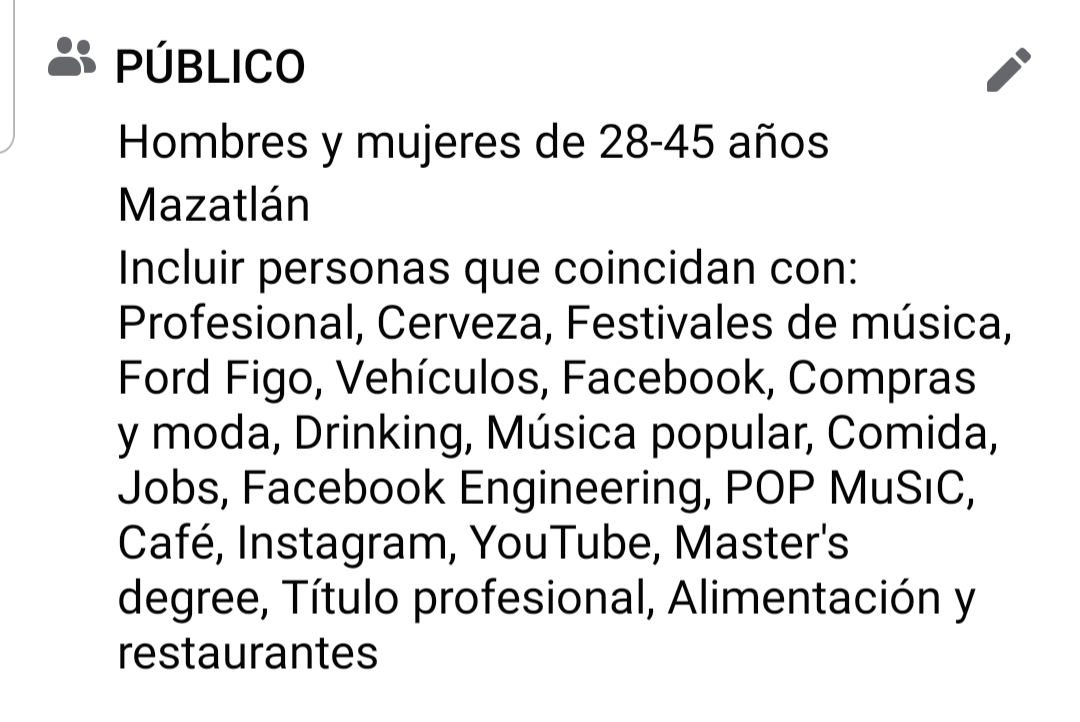 PÚBLICO
Hombres y mujeres de 28-45 años
Mazatlán
Incluir personas que coincidan con:
Profesional, Cerveza, Festivales de música,
Ford Figo, Vehículos, Facebook, Compras
y moda, Drinking, Música popular, Comida,
Jobs, Facebook Engineering, POP MuSıC,
Café, Instagram, YouTube, Master's
degree, Título profesional, Alimentación y
restaurantes